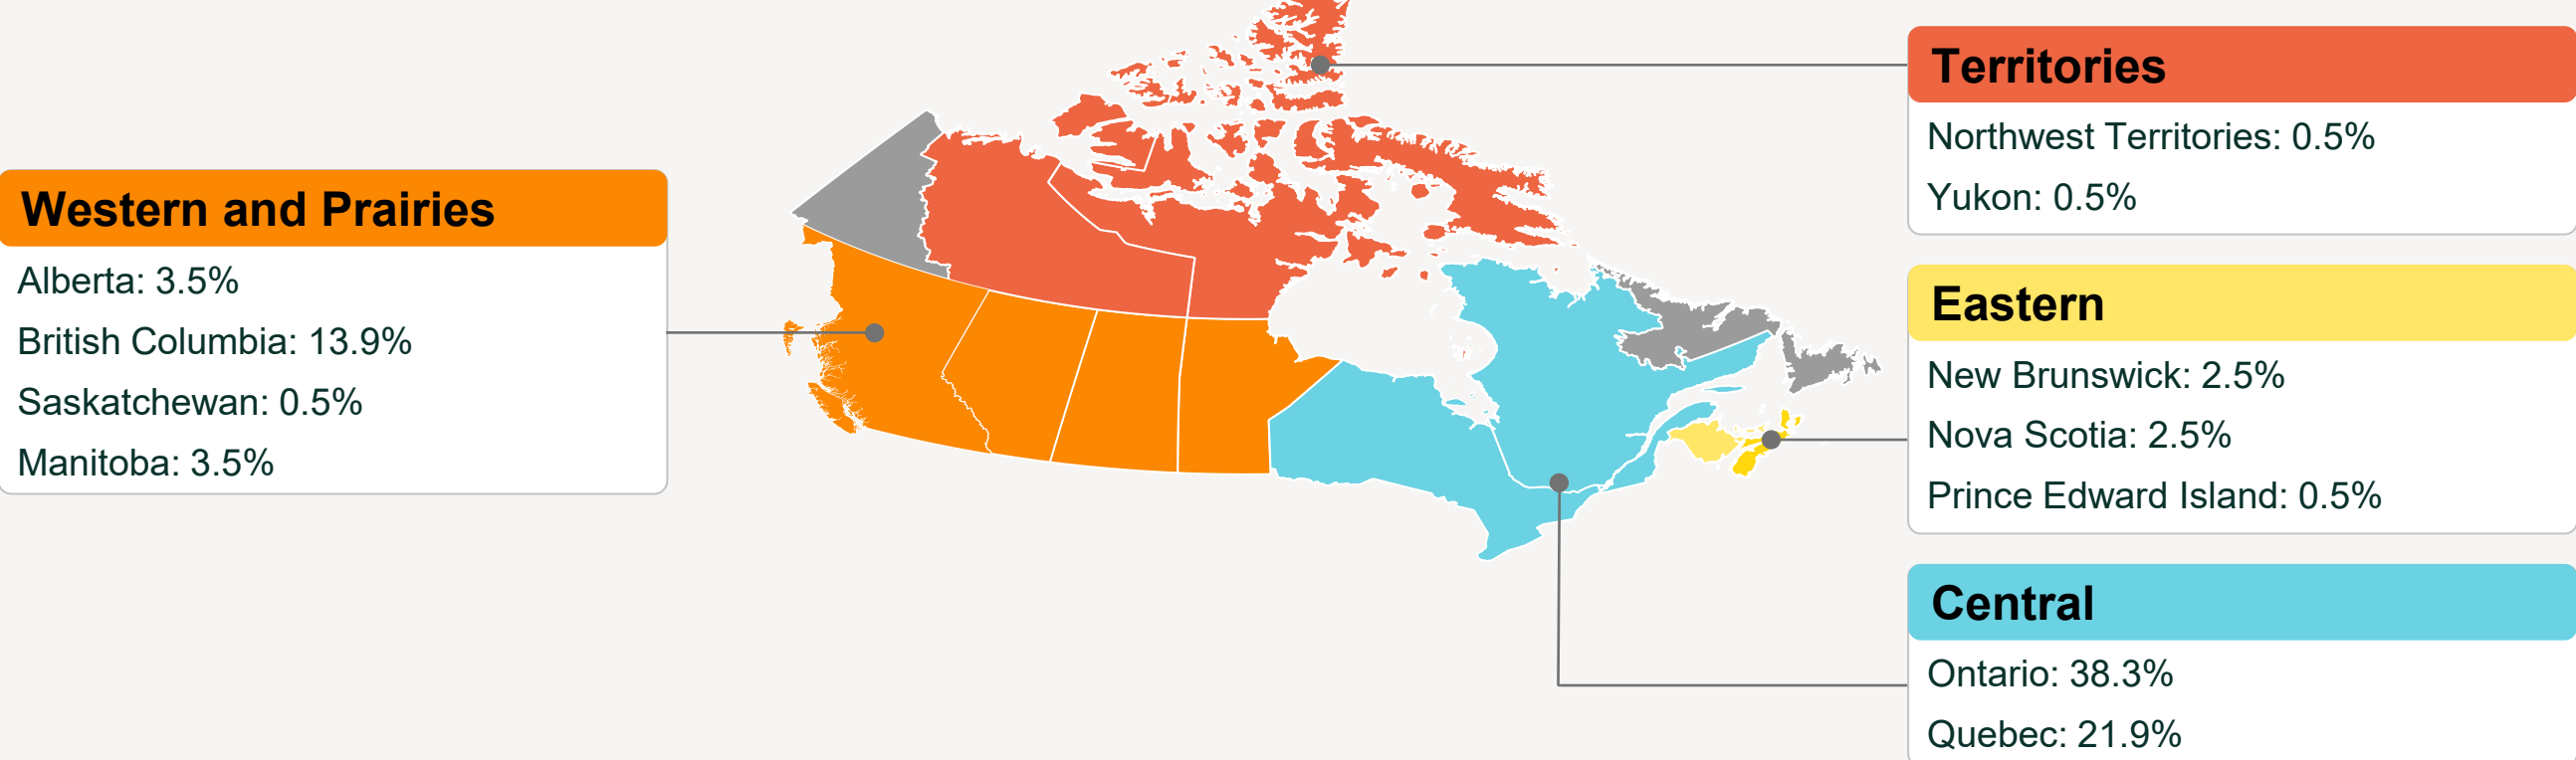 Western and Prairies
Alberta: 3.5%
British Columbia: 13.9%
Saskatchewan: 0.5%
Manitoba: 3.5%
Territories
Northwest Territories: 0.5%
Yukon: 0.5%
Eastern
New Brunswick: 2.5%
Nova Scotia: 2.5%
Prince Edward Island: 0.5%
Central
Ontario: 38.3%
Quebec: 21.9%